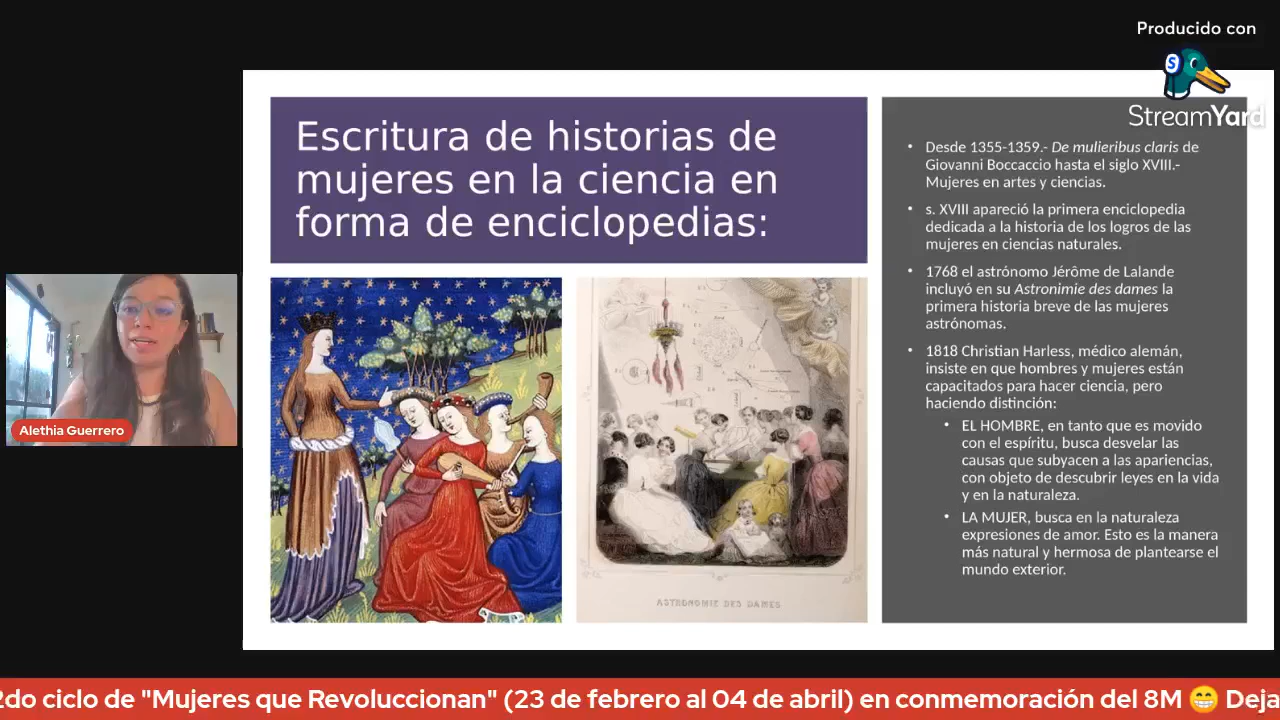 Producido con
StreamYard
Escritura de historias de
mujeres en la ciencia en
forma de enciclopedias:
• Desde 1355-1359.- De mulieribus claris de
Giovanni Boccaccio hasta el siglo XVIII.-
Mujeres en artes y ciencias.
• s. XVIII apareció la primera enciclopedia
dedicada a la historia de los logros de las
mujeres en ciencias naturales.
• 1768 el astrónomo Jérôme de Lalande
incluyó en su Astronimie des dames la
primera historia breve de las mujeres
astrónomas.
• 1818 Christian Harless, médico alemán,
insiste en que hombres y mujeres están
capacitados para hacer ciencia, pero
haciendo distinción:
• EL HOMBRE, en tanto que es movido
con el espíritu, busca desvelar las
causas que subyacen a las apariencias,
con objeto de descubrir leyes en la vida
y en la naturaleza.
• LA MUJER, busca en la naturaleza
expresiones de amor. Esto es la manera
más natural y hermosa de plantearse el
mundo exterior.
ASTRONOMIE DES DAMES
Alethia Guerrero
2do ciclo de "Mujeres que Revoluccionan" (23 de febrero al 04 de abril) en conmemoración del 8M 😁 Deja